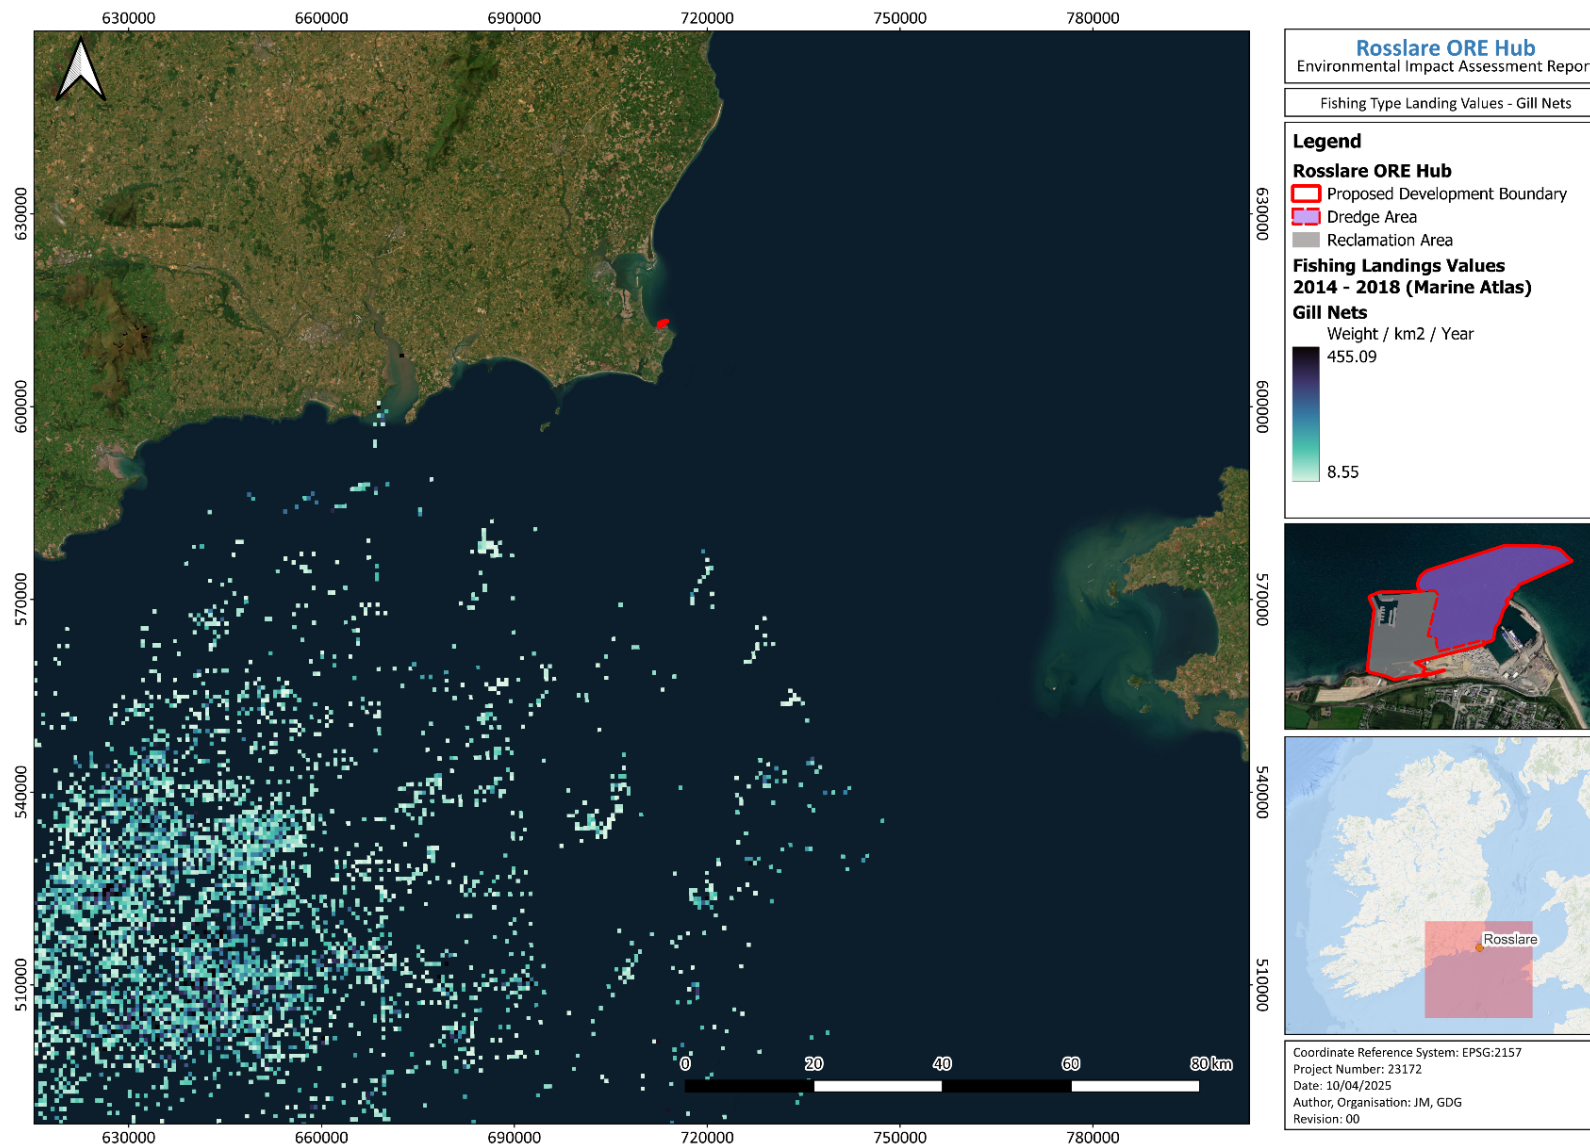 630000 660000 690000 720000 750000 780000
630000
600000
570000
540000
510000
630000
600000
570000
540000
510000
0 20 40 60 80 km
630000 660000 690000 720000 750000 780000
Rosslare ORE Hub
Environmental Impact Assessment Repor
Fishing Type Landing Values - Gill Nets
Legend
Rosslare ORE Hub
Proposed Development Boundary
Dredge Area
Reclamation Area
Fishing Landings Values
2014 - 2018 (Marine Atlas)
Gill Nets
Weight / km2 / Year
455.09
8.55
Rosslare
Coordinate Reference System: EPSG:2157
Project Number: 23172
Date: 10/04/2025
Author, Organisation: JM, GDG
Revision: 00